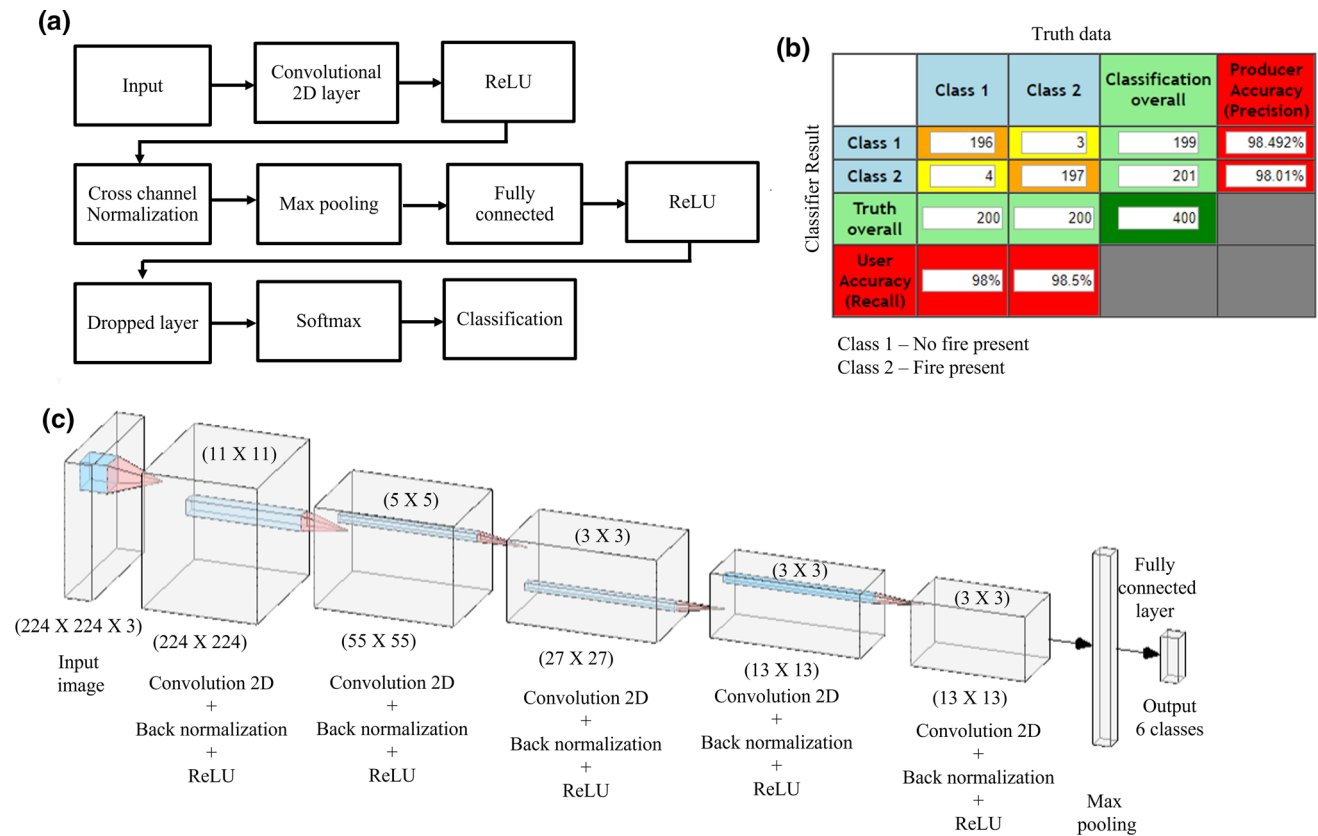 (a)
Input
Convolutional
2D layer
ReLU
Cross channel
Normalization
Max pooling
Fully
connected
ReLU
Dropped layer
Softmax
Classification
(b)
Truth data
Classifier Result
Class 1
Class 2
Classification
overall
Producer
Accuracy
(Precision)
Class 1
196
3
199
98.492%
Class 2
4
197
201
98.01%
Truth
overall
200
200
400
User
Accuracy
(Recall)
98%
98.5%
Class 1 – No fire present
Class 2 – Fire present
(c)
(224 X 224 X 3)
Input
image
(11 X 11)
(224 X 224)
Convolution 2D
+
Back normalization
+
ReLU
(5 X 5)
(55 X 55)
Convolution 2D
+
Back normalization
+
ReLU
(3 X 3)
(27 X 27)
Convolution 2D
+
Back normalization
+
ReLU
(3 X 3)
(13 X 13)
Convolution 2D
+
Back normalization
+
ReLU
(3 X 3)
(13 X 13)
Convolution 2D
+
Back normalization
+
ReLU
Max
pooling
Fully
connected
layer
Output
6 classes